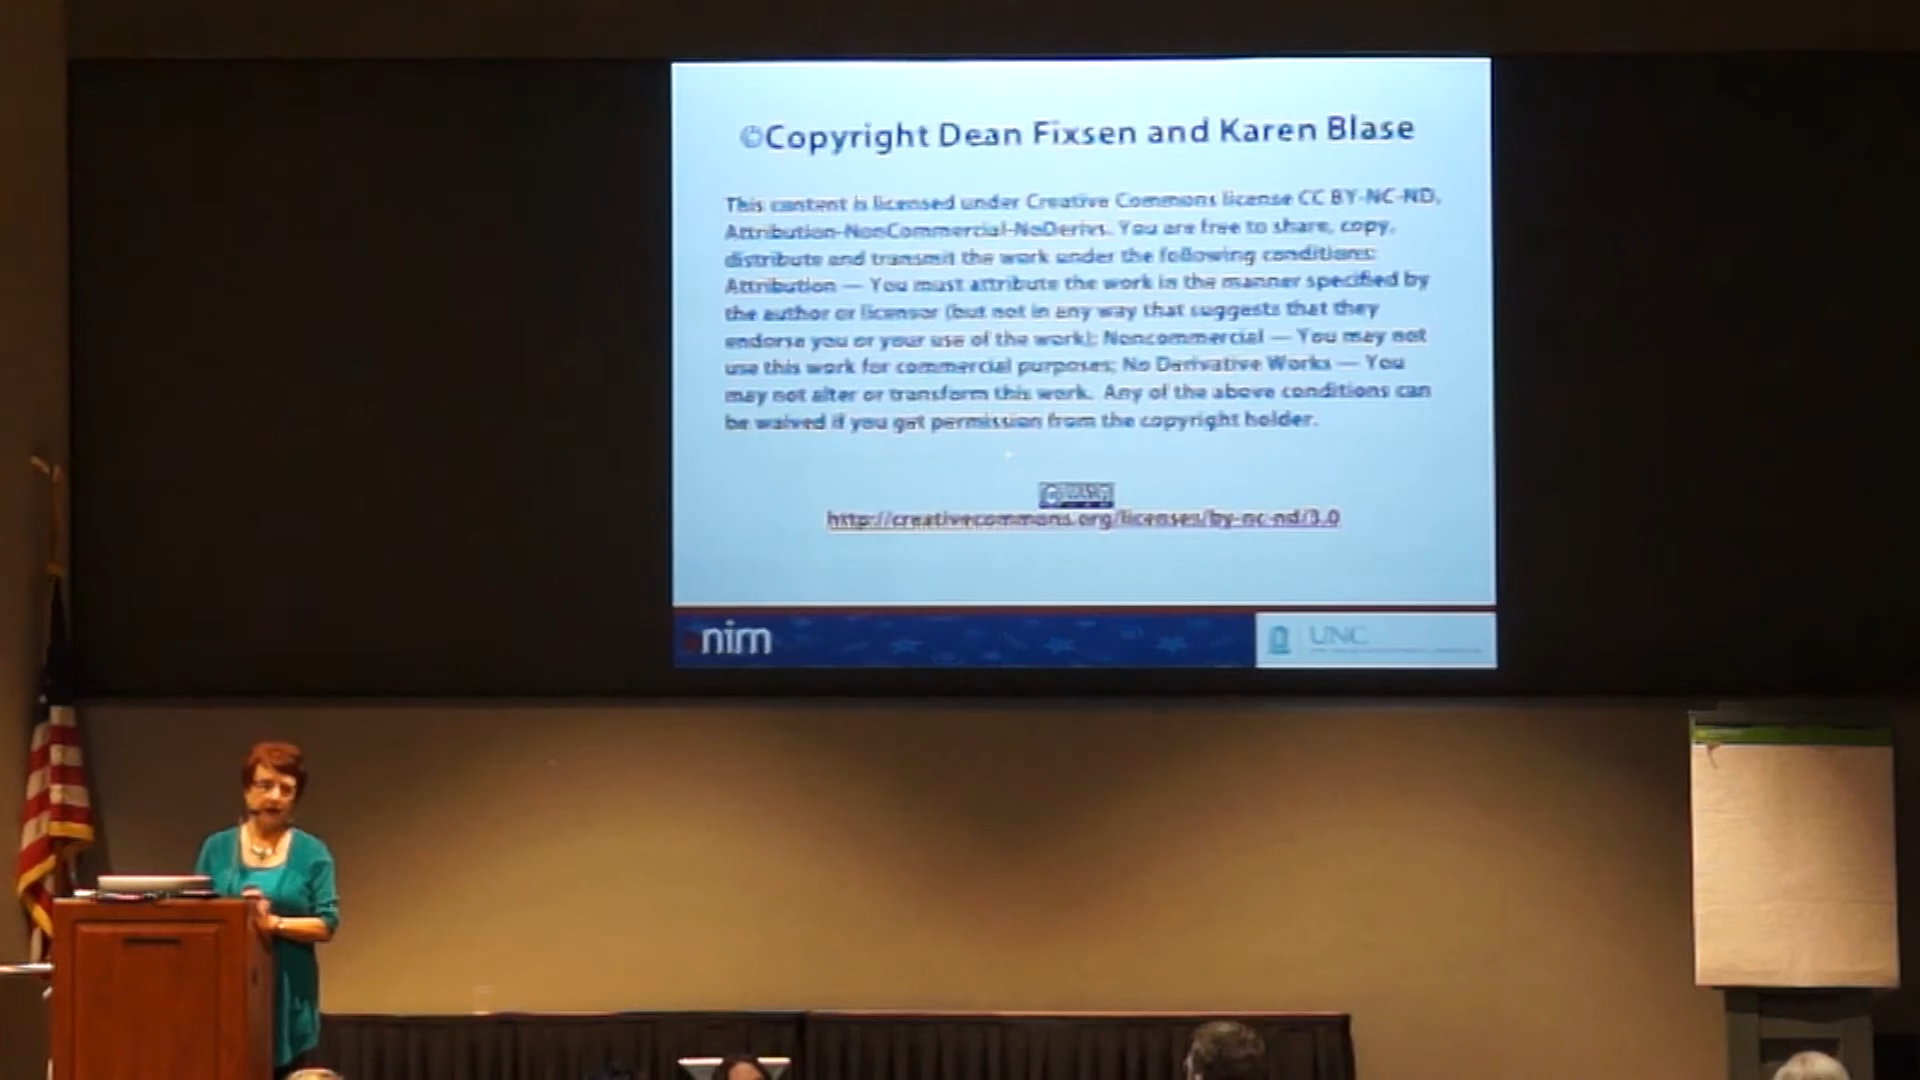 ©Copyright Dean Fixsen and Karen Blase
This content is licensed under Creative Commons license CC BY-NC-ND,
Attribution-NonCommercial-NoDerivs. You are free to share, copy,
distribute and transmit the work under the following conditions:
Attribution — You must attribute the work in the manner specified by
the author or licensor (but not in any way that suggests that they
endorse you or your use of the work); Noncommercial — You may not
use this work for commercial purposes; No Derivative Works — You
may not alter or transform this work. Any of the above conditions can
be waived if you get permission from the copyright holder.
http://creativecommons.org/licenses/by-nc-nd/3.0
nim
UNC